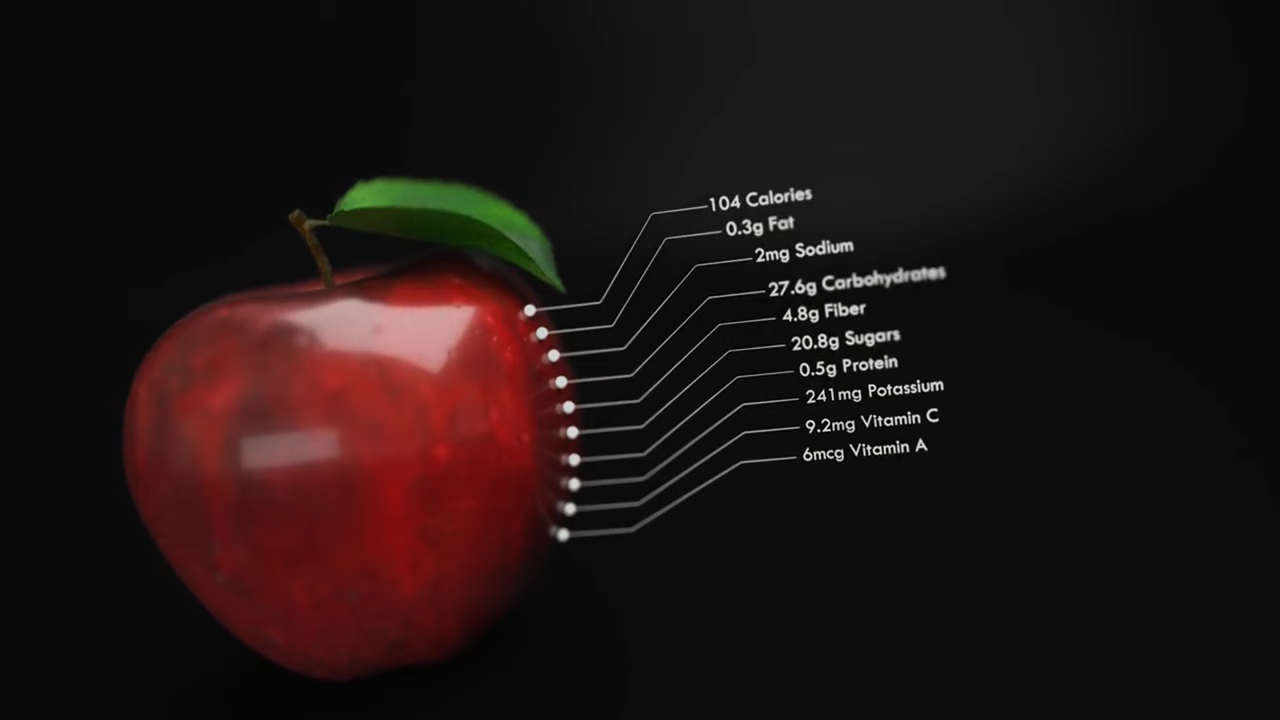 104 Calories
0.3g Fat
2mg Sodium
27.6g Carbohydrates
4.8g Fiber
20.8g Sugars
0.5g Protein
241mg Potassium
9.2mg Vitamin C
6mcg Vitamin A